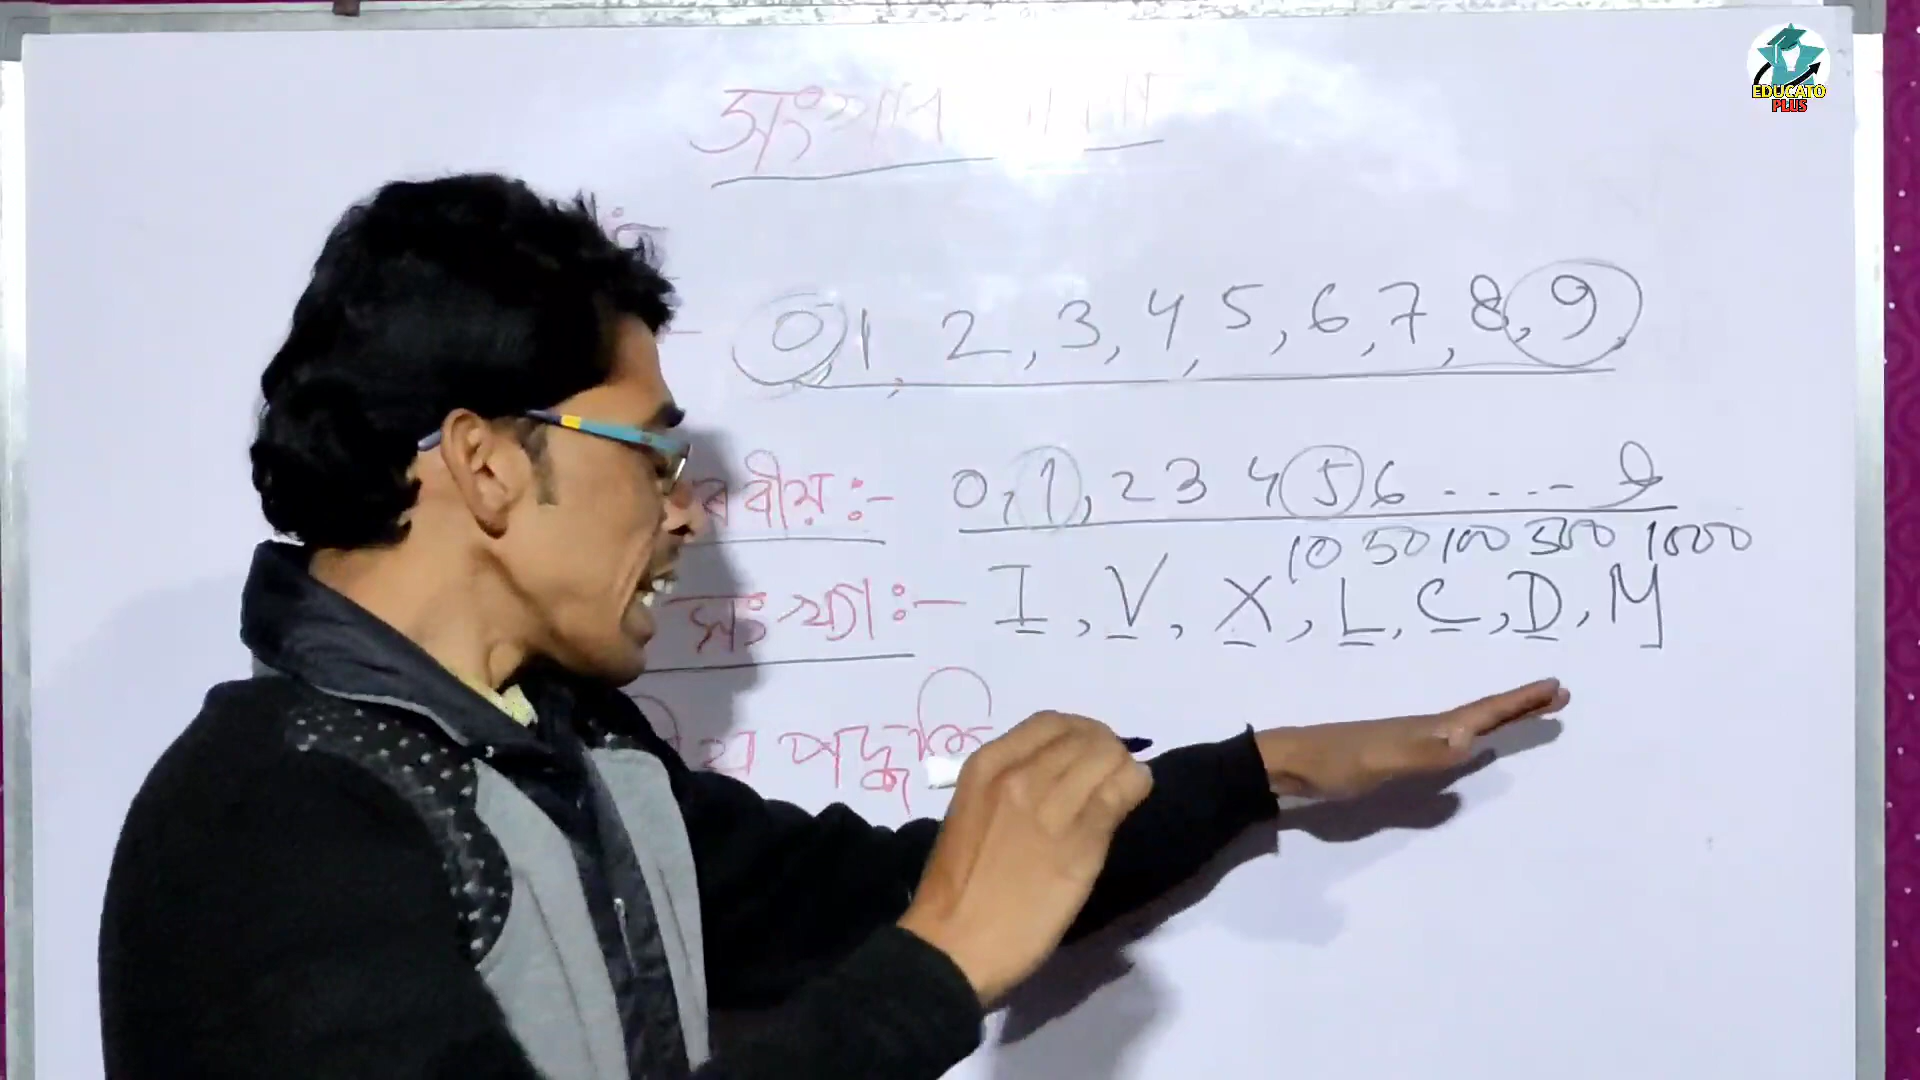 EDUCATO
PLUS
সংখ্যাৰ
0, 1, 2, 3, 4, 5, 6, 7, 8, 9,
0, 1, 2 3 4 5 6 ....- 9
10 50 100 500 1000
সংখ্যা :- I, V, X, L, C, D, M
পদ্ধতি